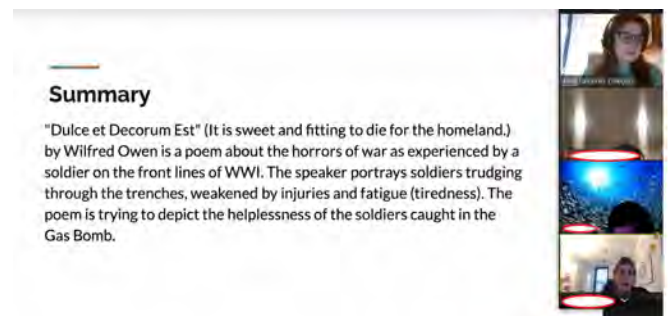 Summary
"Dulce et Decorum Est" (It is sweet and fitting to die for the homeland.)
by Wilfred Owen is a poem about the horrors of war as experienced by a
soldier on the front lines of WWI. The speaker portrays soldiers trudging
through the trenches, weakened by injuries and fatigue (tiredness). The
poem is trying to depict the helplessness of the soldiers caught in the
Gas Bomb.